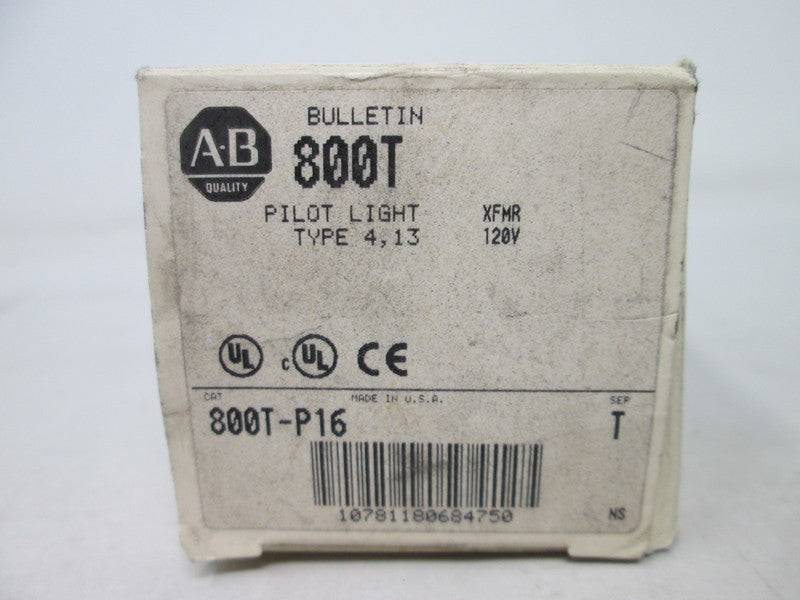 BULLETIN
A·B
QUALITY
800T
PILOT LIGHT XFMR
TYPE 4,13 120V
UL
c UL CE
CAT MADE IN U.S.A. SER
800T-P16 T
10781180684750 NS